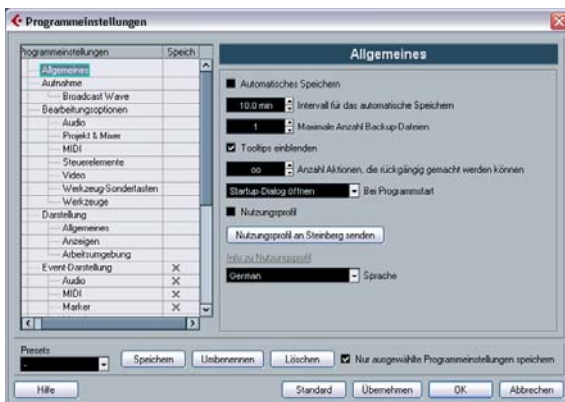 Programmeinstellungen
Programmeinstellungen Speich
Allgemeines
Aufnahme
Broadcast Wave
Bearbeitungsoptionen
Audio
Projekt & Mixer
MIDI
Steuerelemente
Video
Werkzeug-Sondertasten
Werkzeuge
Darstellung
Allgemeines
Anzeigen
Arbeitsumgebung
Event-Darstellung X
Audio X
MIDI X
Marker X
Allgemeines
Automatisches Speichern
10.0 min Intervall für das automatische Speichern
1 Maximale Anzahl Backup-Dateien
Tooltips einblenden
oo Anzahl Aktionen, die rückgängig gemacht werden können
Startup-Dialog öffnen Bei Programmstart
Nutzungsprofil
Nutzungsprofil an Steinberg senden
Info zu Nutzungsprofil
German Sprache
Presets
-
Speichern Umbenennen Löschen Nur ausgewählte Programmeinstellungen speichern
Hilfe Standard Übernehmen OK Abbrechen